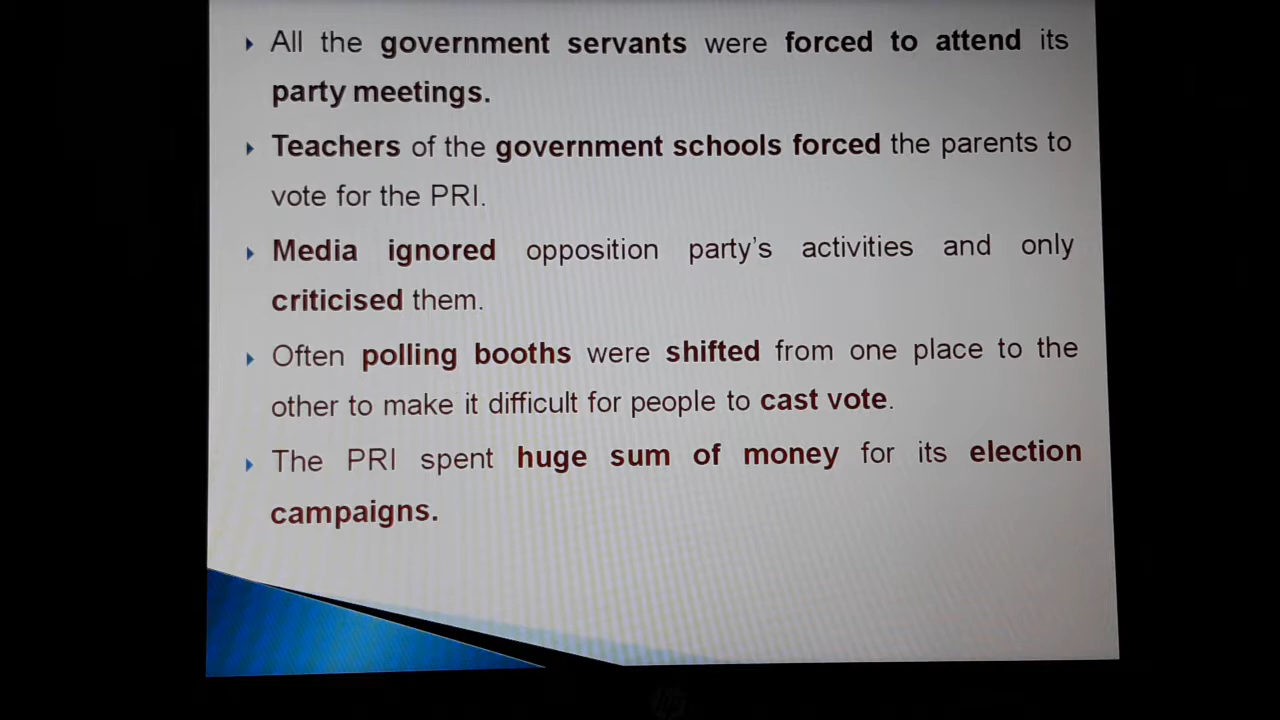 All the government servants were forced to attend its
party meetings.
Teachers of the government schools forced the parents to
vote for the PRI.
Media ignored opposition party's activities and only
criticised them.
Often polling booths were shifted from one place to the
other to make it difficult for people to cast vote.
The PRI spent huge sum of money for its election
campaigns.
hp